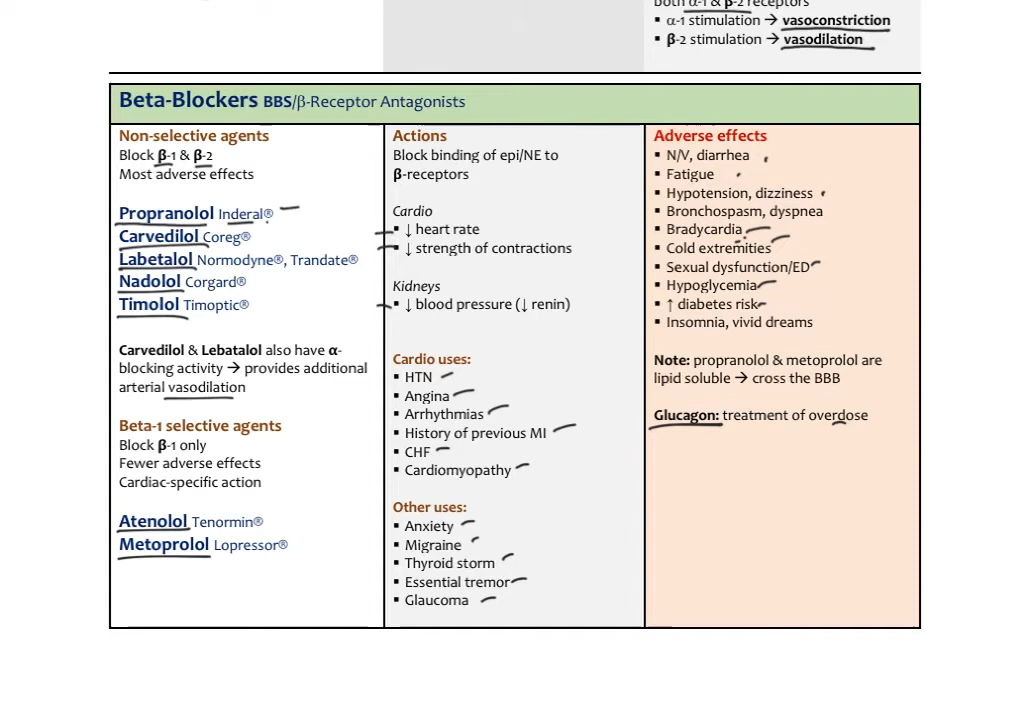 both α-1 & β-2 receptors
▪ α-1 stimulation → vasoconstriction
▪ β-2 stimulation → vasodilation
Beta-Blockers BBS/β-Receptor Antagonists
Non-selective agents
Block β-1 & β-2
Most adverse effects
Propranolol Inderal®
Carvedilol Coreg®
Labetalol Normodyne®, Trandate®
Nadolol Corgard®
Timolol Timoptic®
Carvedilol & Lebatalol also have α-
blocking activity → provides additional
arterial vasodilation
Beta-1 selective agents
Block β-1 only
Fewer adverse effects
Cardiac-specific action
Atenolol Tenormin®
Metoprolol Lopressor®
Actions
Block binding of epi/NE to
β-receptors
Cardio
▪ ↓ heart rate
▪ ↓ strength of contractions
Kidneys
▪ ↓ blood pressure (↓ renin)
Cardio uses:
▪ HTN
▪ Angina
▪ Arrhythmias
▪ History of previous MI
▪ CHF
▪ Cardiomyopathy
Other uses:
▪ Anxiety
▪ Migraine
▪ Thyroid storm
▪ Essential tremor
▪ Glaucoma
Adverse effects
▪ N/V, diarrhea
▪ Fatigue
▪ Hypotension, dizziness
▪ Bronchospasm, dyspnea
▪ Bradycardia
▪ Cold extremities
▪ Sexual dysfunction/ED
▪ Hypoglycemia
▪ ↑ diabetes risk
▪ Insomnia, vivid dreams
Note: propranolol & metoprolol are
lipid soluble → cross the BBB
Glucagon: treatment of overdose